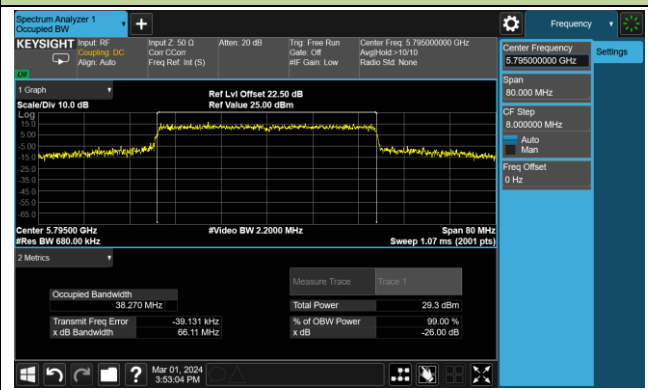 Spectrum Analyzer 1
Occupied BW
Frequency
KEYSIGHT
Input: RF
Coupling: DC
Align: Auto
Input Z: 50 Ω
Corr CCorr
Freq Ref: Int (S)
Atten: 20 dB
Trig: Free Run
Gate: Off
#IF Gain: Low
Center Freq: 5.795000000 GHz
Avg|Hold:>10/10
Radio Std: None
Center Frequency
5.795000000 GHz
Settings
Span
80.000 MHz
CF Step
8.000000 MHz
Auto
Man
Freq Offset
0 Hz
1 Graph
Scale/Div 10.0 dB
Ref Lvl Offset 22.50 dB
Ref Value 25.00 dBm
Log
15.0
5.00
-5.00
-15.0
-25.0
-35.0
-45.0
-55.0
-65.0
Center 5.79500 GHz
#Res BW 680.00 kHz
#Video BW 2.2000 MHz
Span 80 MHz
Sweep 1.07 ms (2001 pts)
2 Metrics
Measure Trace
Trace 1
Occupied Bandwidth
38.270 MHz
Total Power
29.3 dBm
Transmit Freq Error
-39.131 kHz
% of OBW Power
99.00 %
x dB Bandwidth
66.11 MHz
x dB
-26.00 dB
Mar 01, 2024
3:53:04 PM